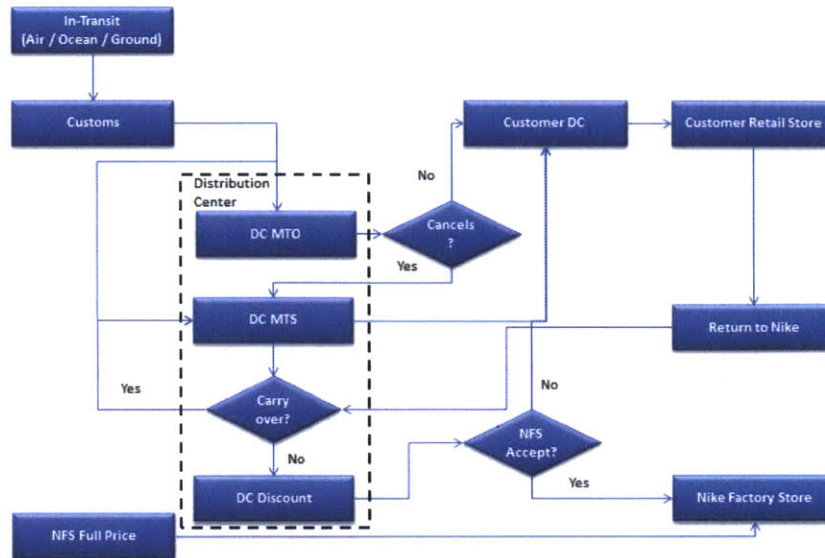 In-Transit
(Air / Ocean / Ground)
Customs
Customer DC
Customer Retail Store
No
Distribution
Center
DC MTO
Cancels
?
Yes
DC MTS
Return to Nike
Yes
Carry
over?
No
NFS
Accept?
No
DC Discount
Yes
Nike Factory Store
NFS Full Price